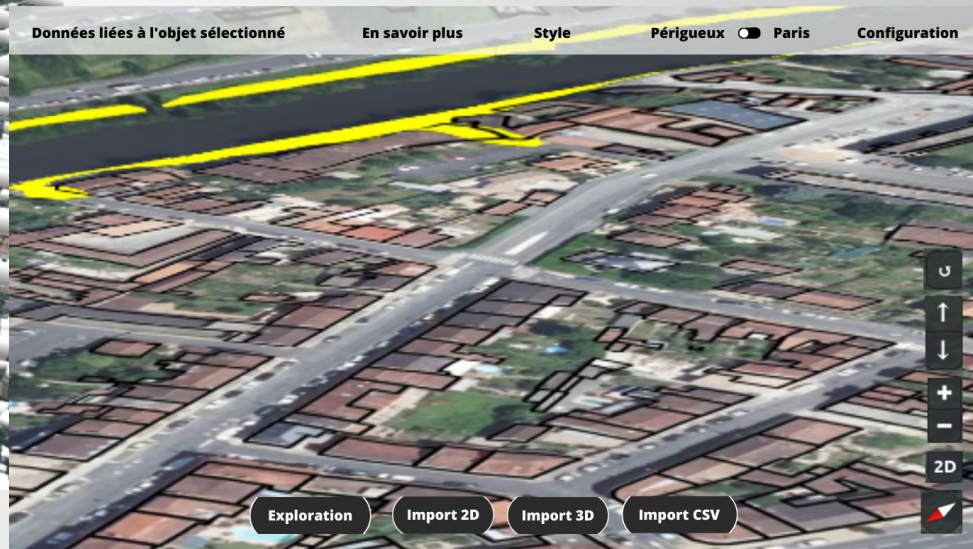 Données liées à l'objet sélectionné
En savoir plus
Style
Périgueux
Paris
Configuration
↺
↑
↓
+
−
2D
Exploration
Import 2D
Import 3D
Import CSV